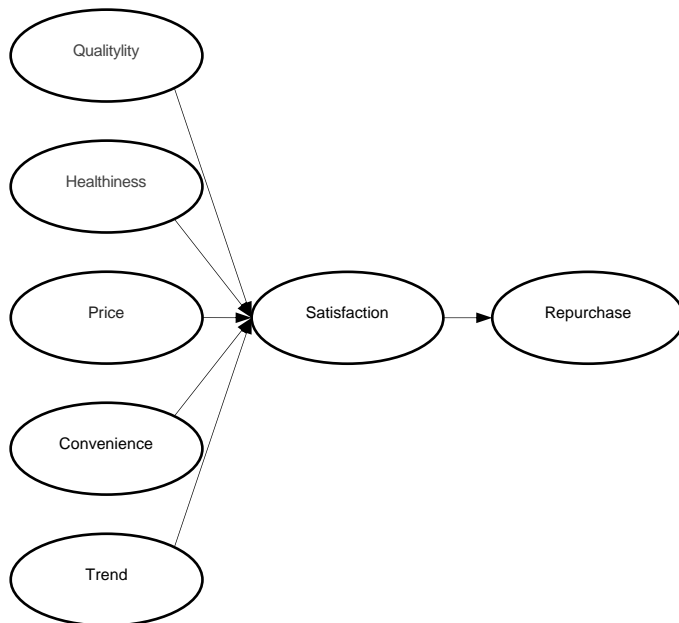 Qualitylity
Healthiness
Price
Satisfaction
Repurchase
Convenience
Trend